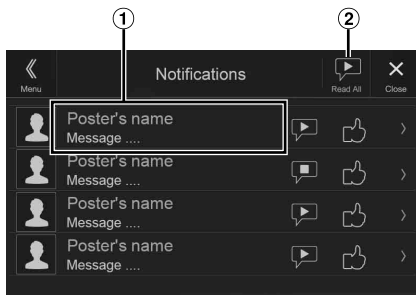 1
2
Notifications
Menu
Read All
Close
Poster's name
Message ....
Poster's name
Message ....
Poster's name
Message ....
Poster's name
Message ....